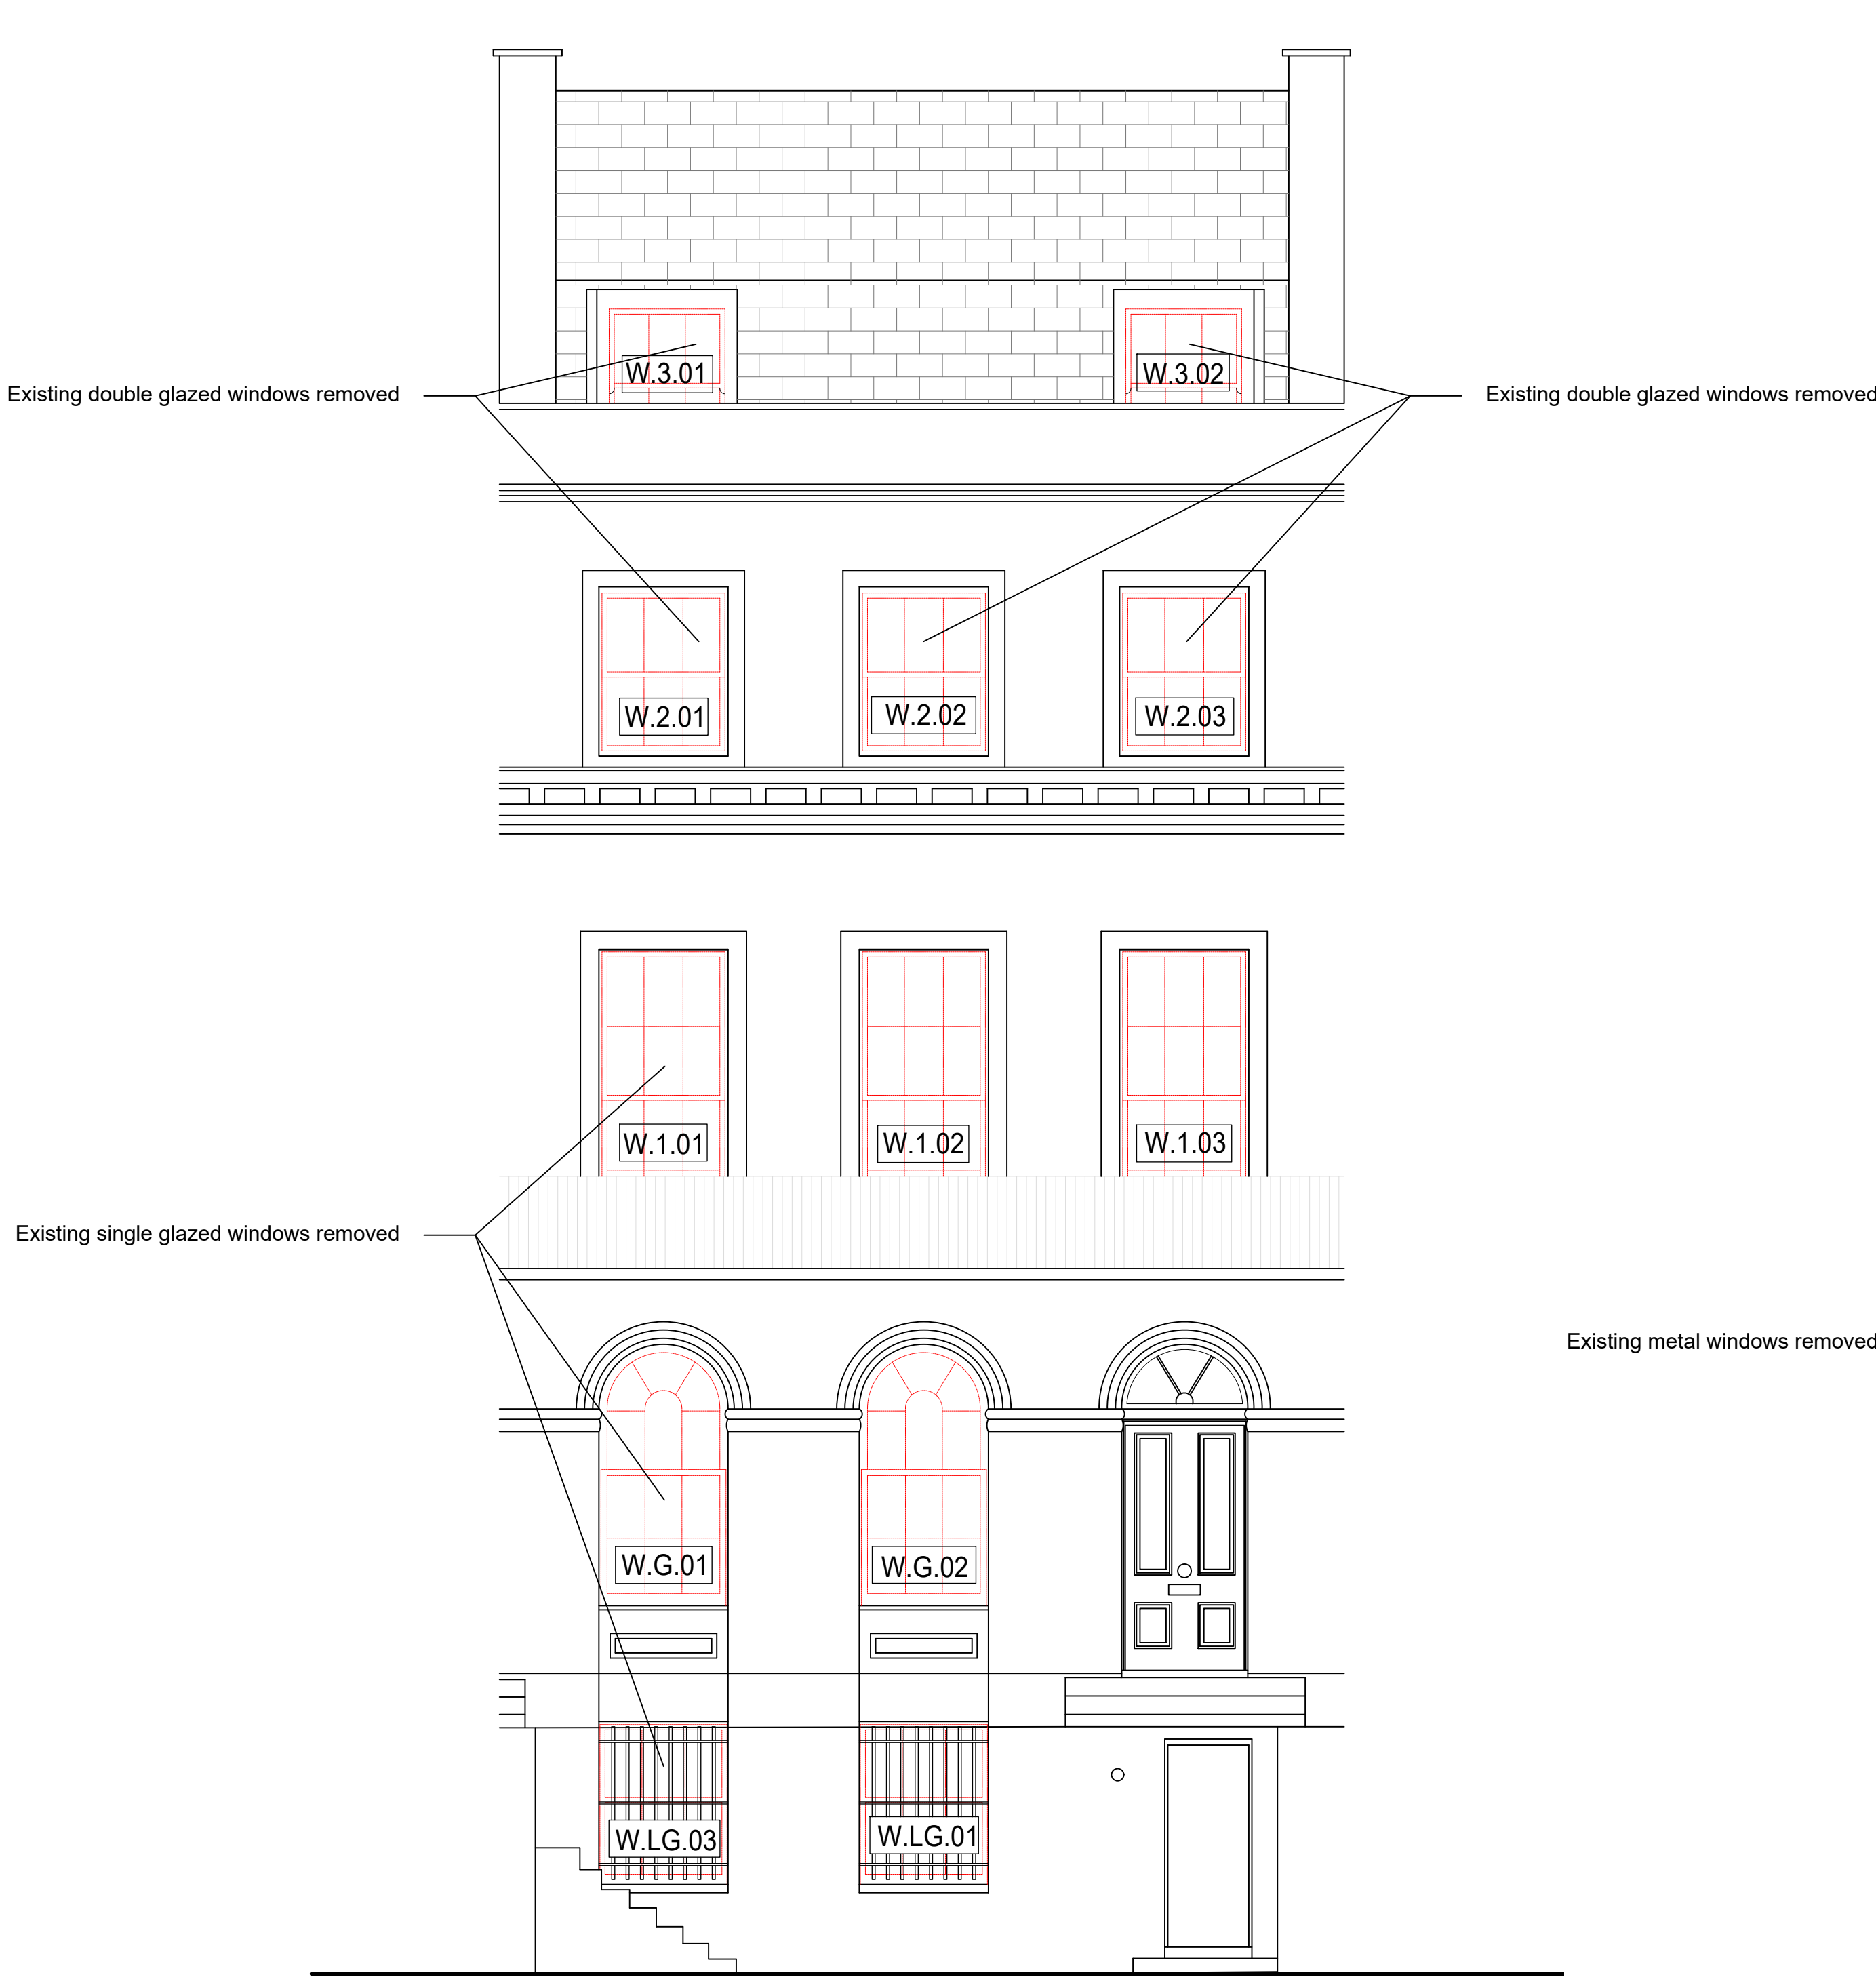 W.3.01
W.3.02
Existing double glazed windows removed
Existing double glazed windows removed
W.2.01
W.2.02
W.2.03
W.1.01
W.1.02
W.1.03
Existing single glazed windows removed
Existing metal windows removed
W.G.01
W.G.02
W.LG.03
W.LG.01